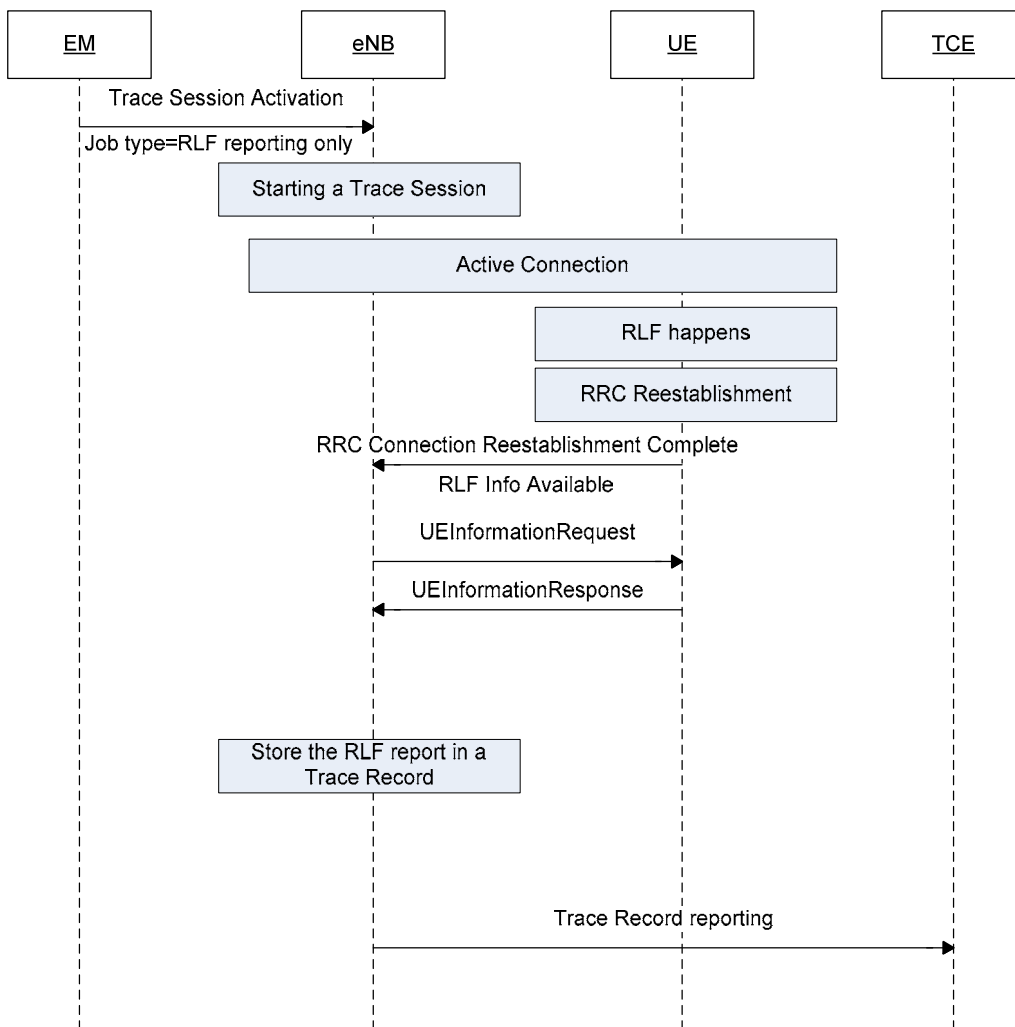 EM
eNB
UE
TCE
Trace Session Activation
Job type=RLF reporting only
Starting a Trace Session
Active Connection
RLF happens
RRC Reestablishment
RRC Connection Reestablishment Complete
RLF Info Available
UEInformationRequest
UEInformationResponse
Store the RLF report in a
Trace Record
Trace Record reporting